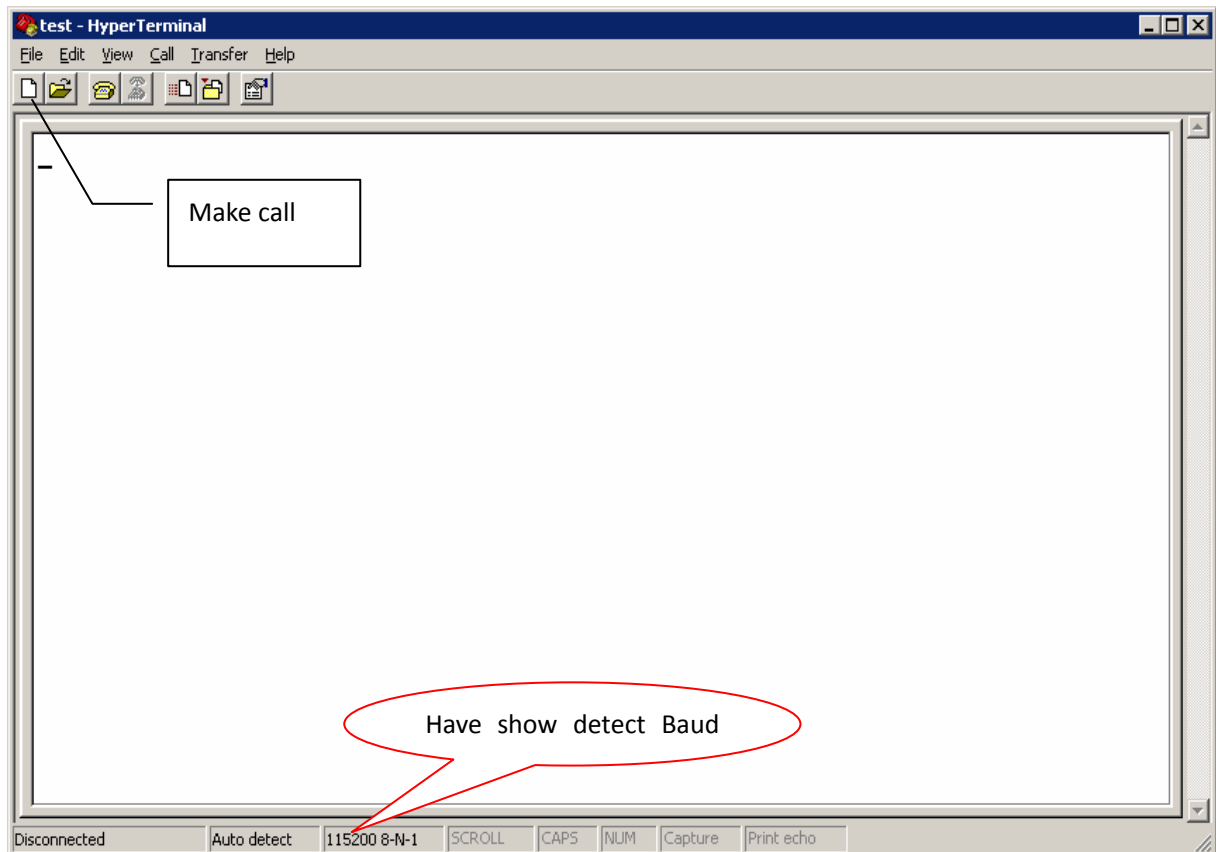 test - HyperTerminal
File Edit View Call Transfer Help
Make call
Have show detect Baud
Disconnected Auto detect 115200 8-N-1 SCROLL CAPS NUM Capture Print echo